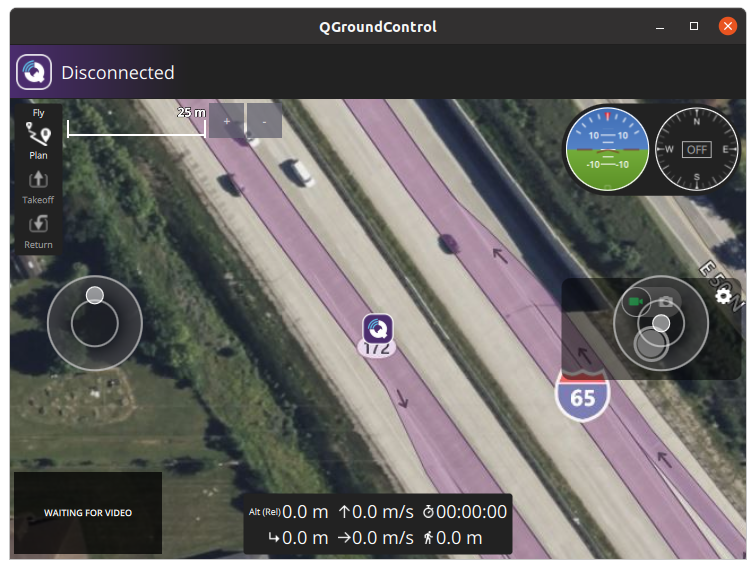 QGroundControl
Disconnected
Fly
25 m
+
-
Plan
Takeoff
Return
10 10
-10 -10
N
W OFF E
S
E 50 N
172
65
WAITING FOR VIDEO
Alt (Rel) 0.0 m ↑0.0 m/s 00:00:00
0.0 m →0.0 m/s 0.0 m